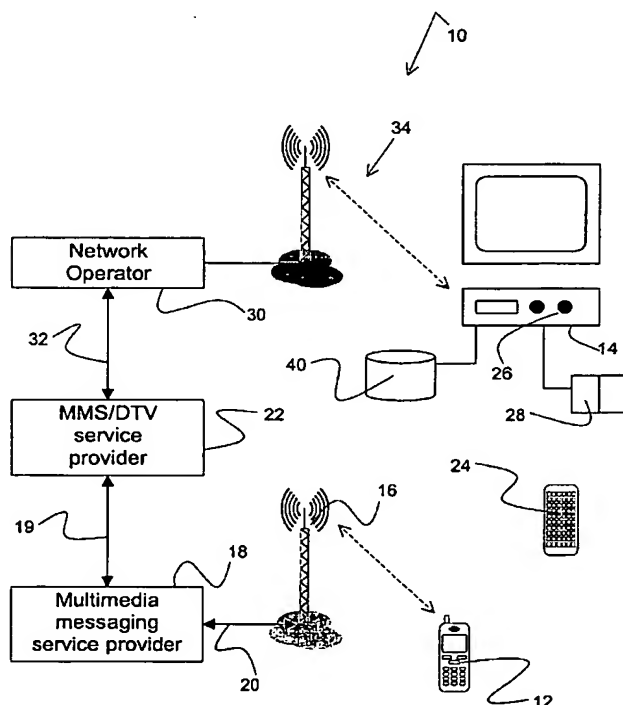 10
34
Network
Operator
30
32
14
26
40
28
MMS/DTV
service
provider
22
24
19
16
18
Multimedia
messaging
service provider
20
12